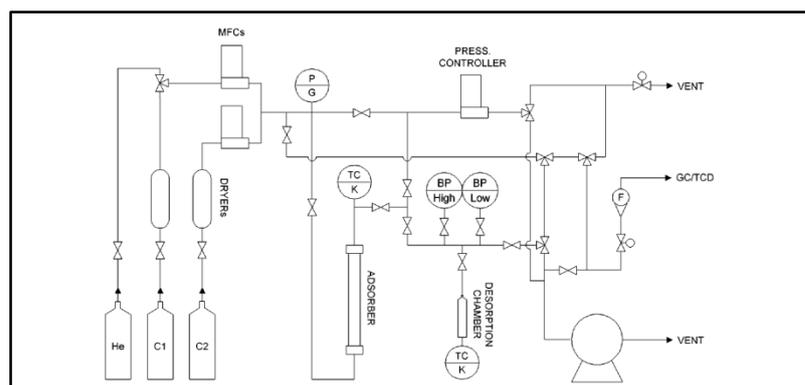 MFCs
PRESS.
CONTROLLER
P
G
VENT
DRYERs
TC
K
BP
High
BP
Low
GC/TCD
F
ADSORBER
DESORPTION
CHAMBER
He
C1
C2
TC
K
VENT